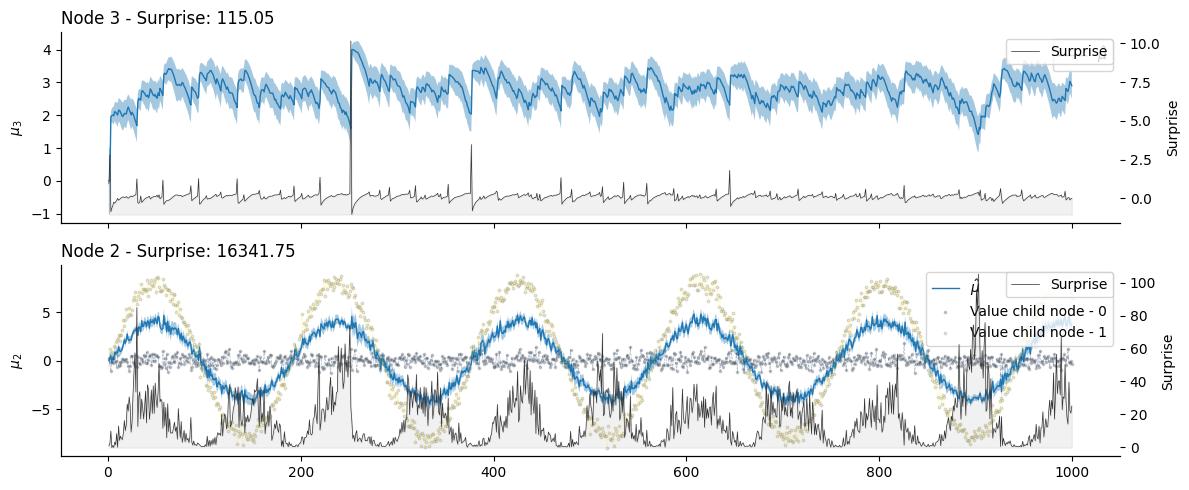 Node 3 - Surprise: 115.05
4
3
2
1
0
−1
μ3
Surprise
10.0
7.5
5.0
2.5
0.0
Surprise
Node 2 - Surprise: 16341.75
5
0
−5
μ2
μ̂
Value child node - 0
Value child node - 1
Surprise
100
80
60
40
20
0
Surprise
0
200
400
600
800
1000